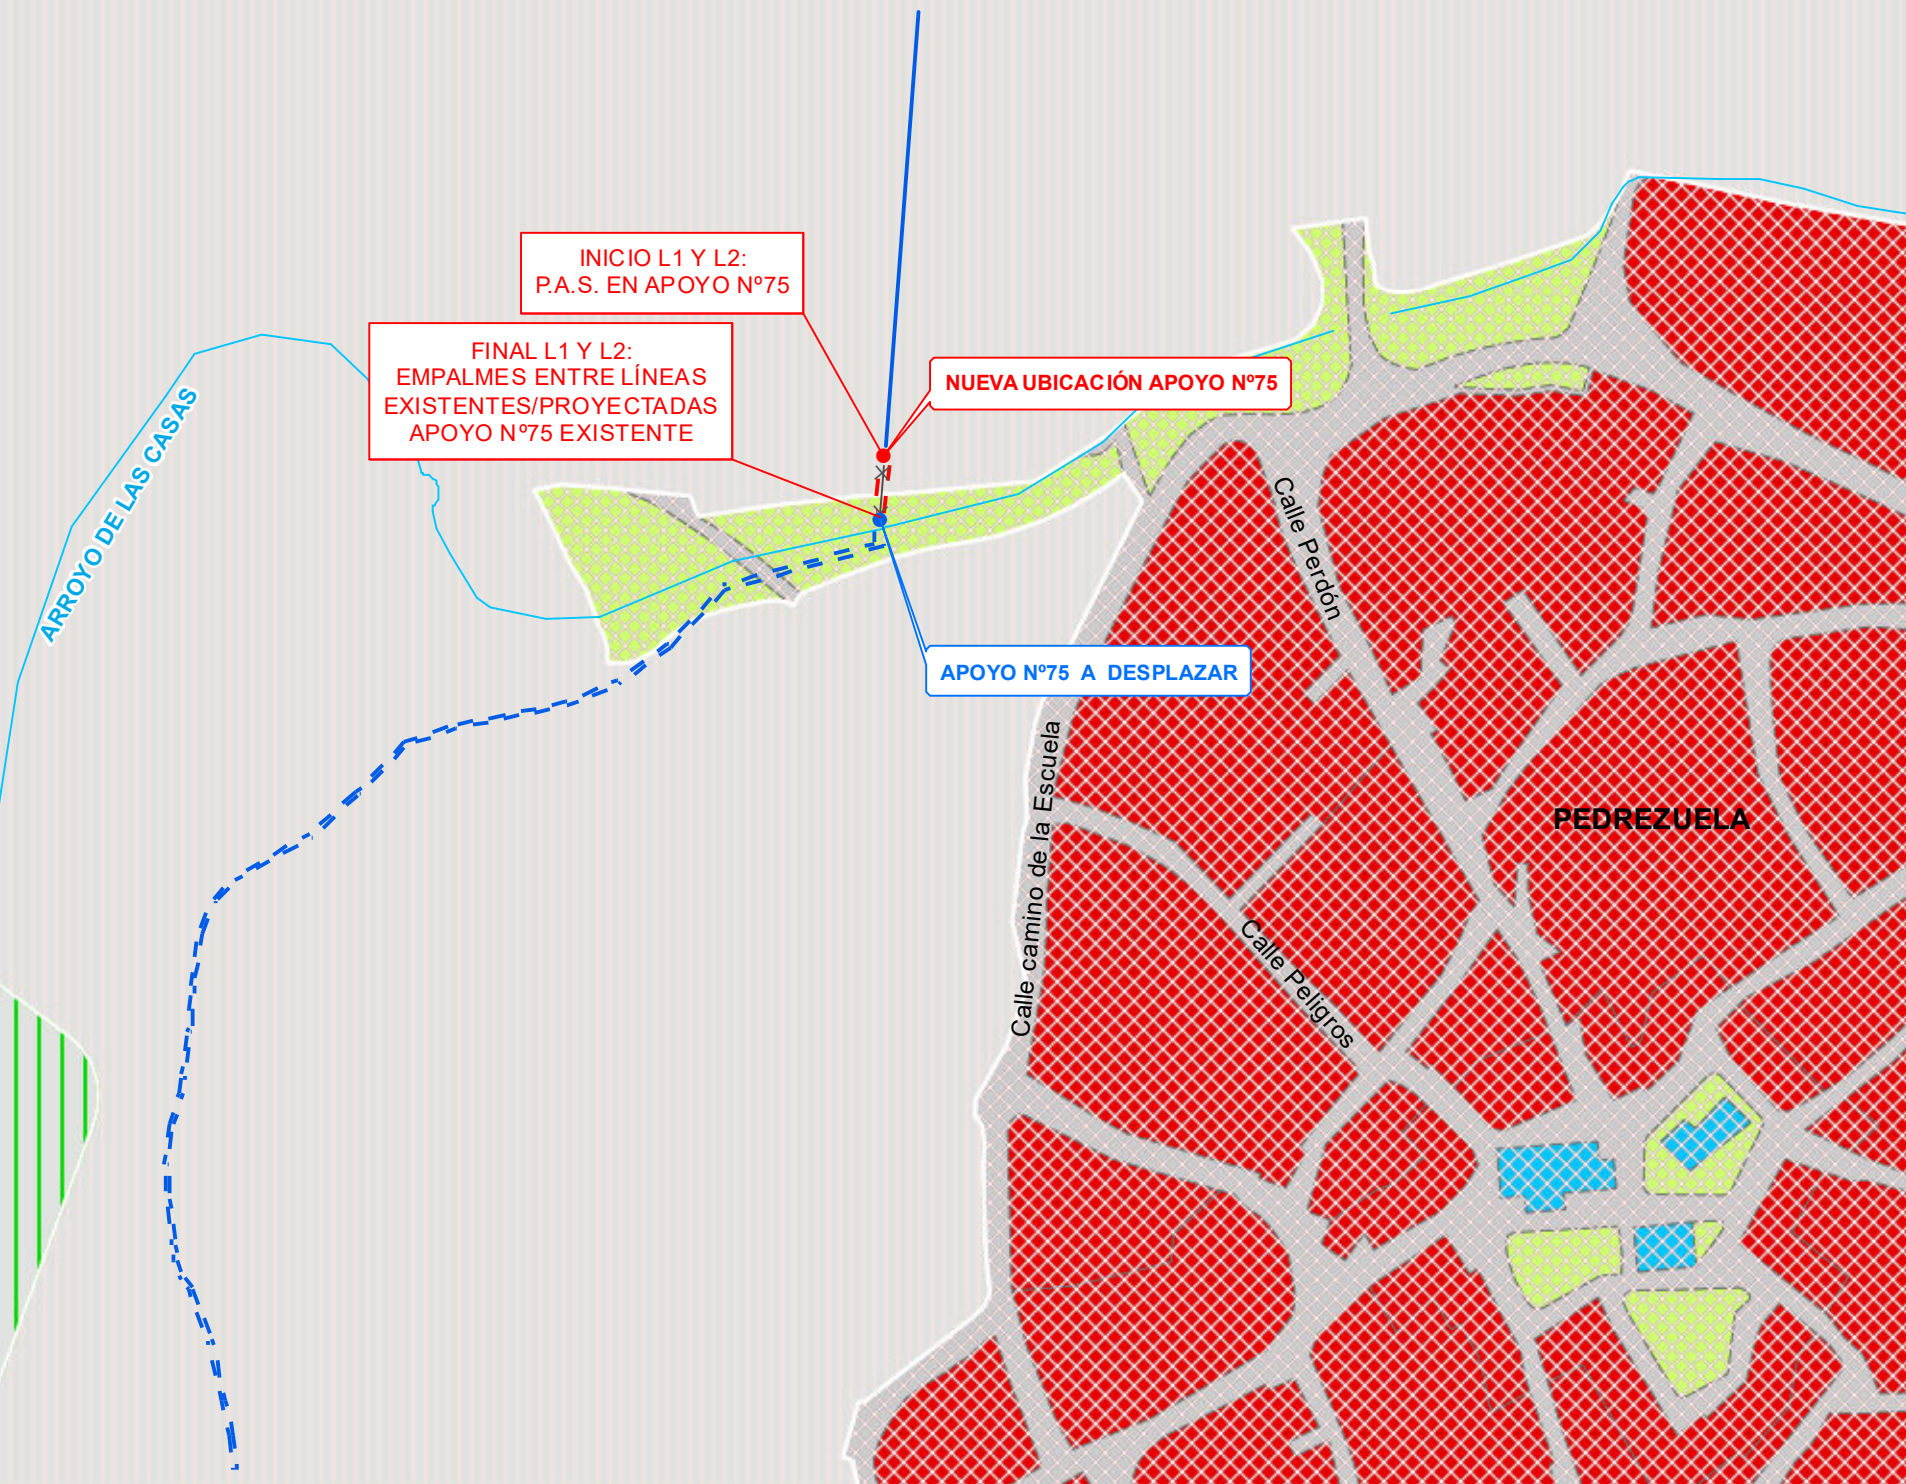 INICIO L1 Y L2:
P.A.S. EN APOYO Nº75
FINAL L1 Y L2:
EMPALMES ENTRE LÍNEAS
EXISTENTES/PROYECTADAS
APOYO Nº75 EXISTENTE
NUEVA UBICACIÓN APOYO Nº75
ARROYO DE LAS CASAS
Calle Perdón
APOYO Nº75 A DESPLAZAR
Calle camino de la Escuela
PEDREZUELA
Calle Peligros